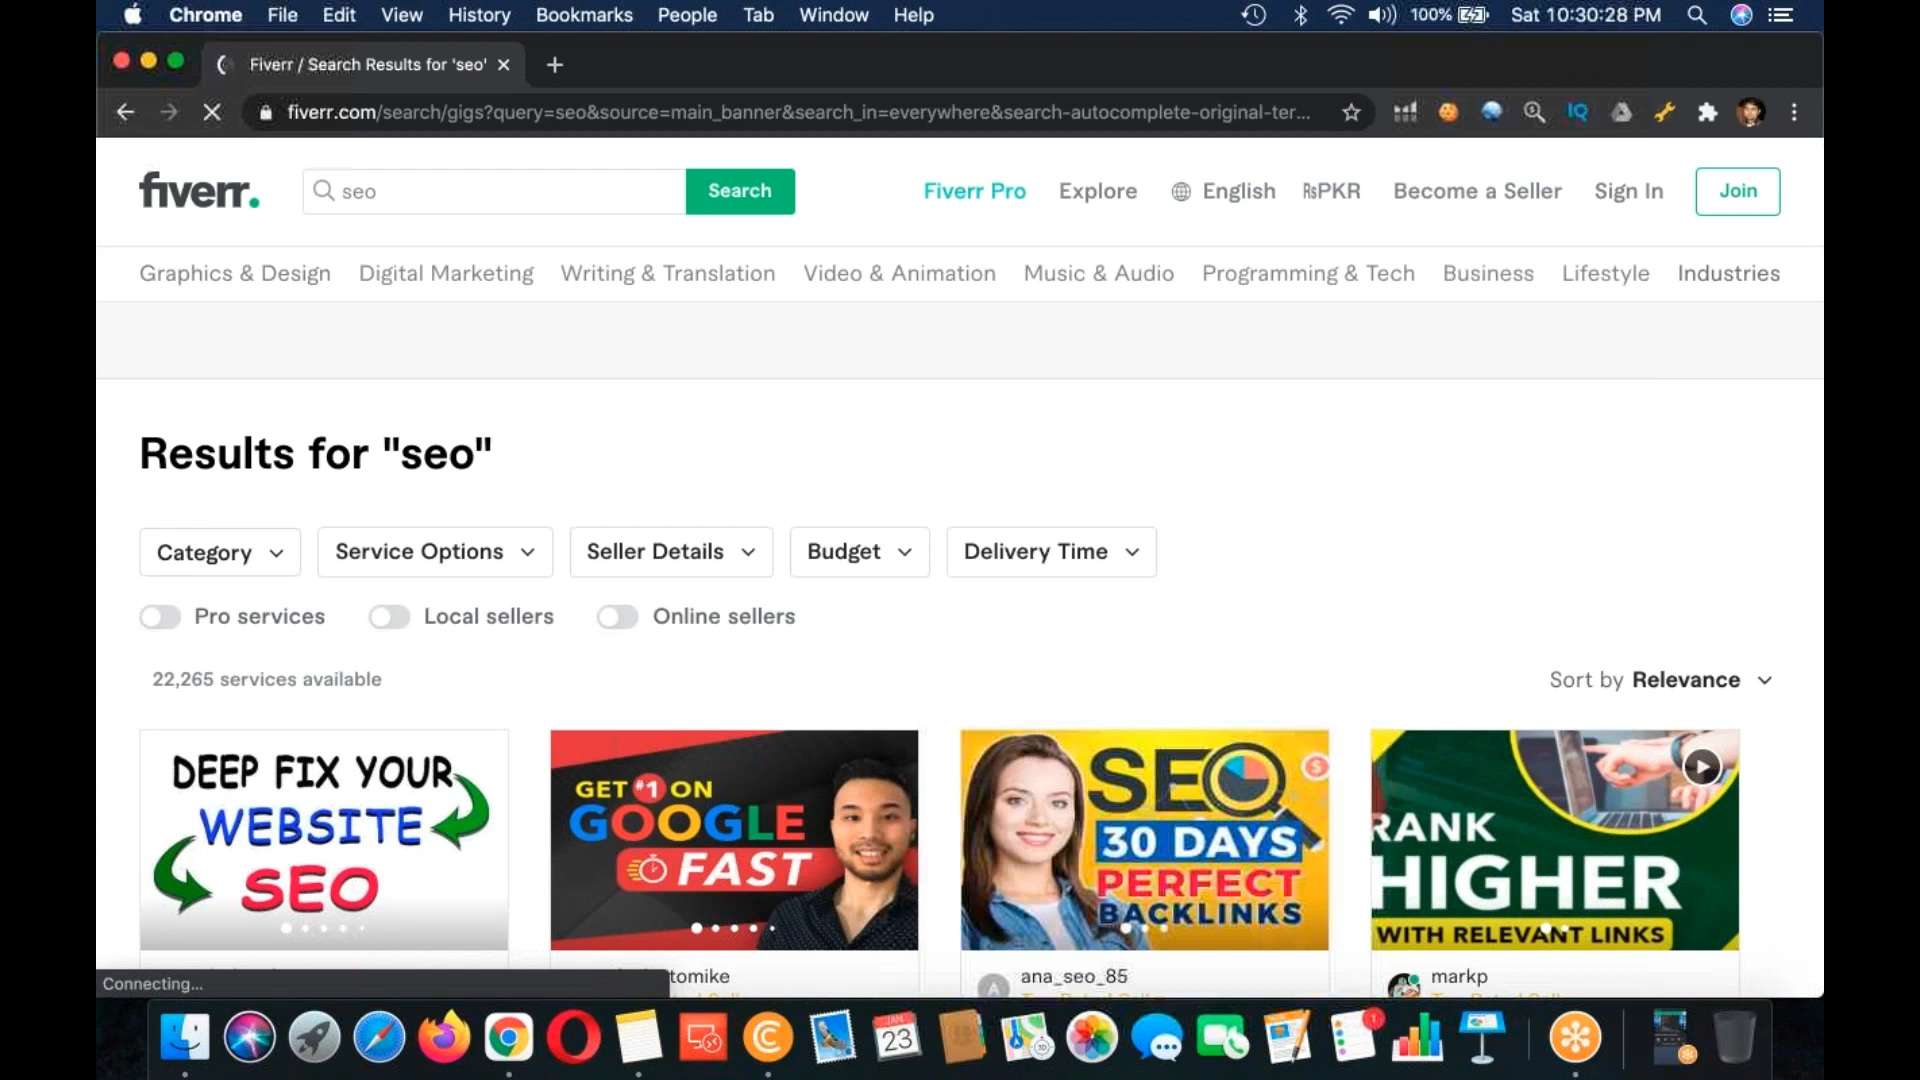 Chrome File Edit View History Bookmarks People Tab Window Help 100% Sat 10:30:28 PM
Fiverr / Search Results for 'seo'
fiverr.com/search/gigs?query=seo&source=main_banner&search_in=everywhere&search-autocomplete-original-ter...
IQ
fiverr. seo Search Fiverr Pro Explore English ₨PKR Become a Seller Sign In Join
Graphics & Design Digital Marketing Writing & Translation Video & Animation Music & Audio Programming & Tech Business Lifestyle Industries
Results for "seo"
Category Service Options Seller Details Budget Delivery Time
Pro services Local sellers Online sellers
22,265 services available Sort by Relevance
DEEP FIX YOUR
WEBSITE
SEO
GET #1 ON
GOOGLE
FAST
SEO
30 DAYS
PERFECT
BACKLINKS
RANK
HIGHER
WITH RELEVANT LINKS
tomike
ana_seo_85
A
markp
Connecting...
JAN
23
1